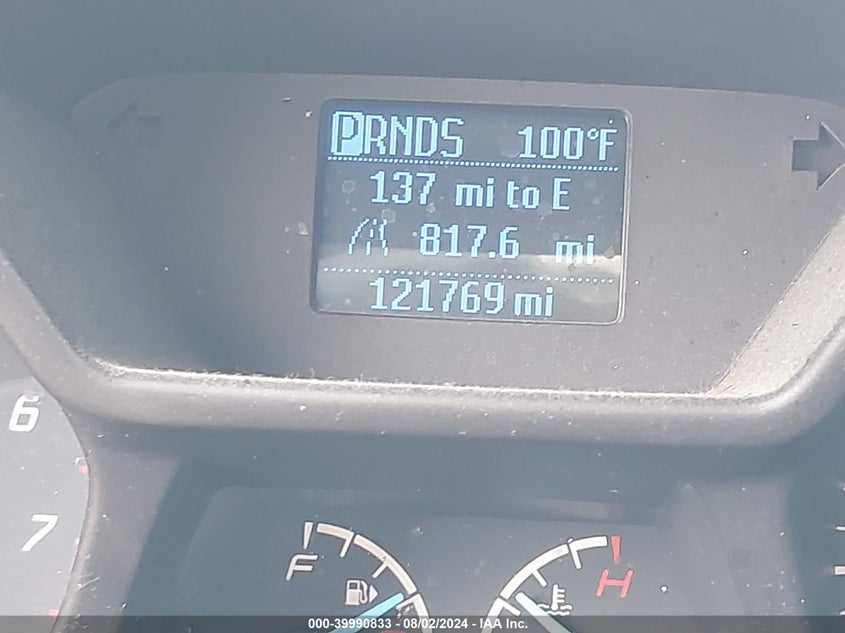 PRNDS 100°F
137 mi to E
817.6 mi
121769 mi
6
7
F
H
000-39990833 - 08/02/2024 - IAA Inc.